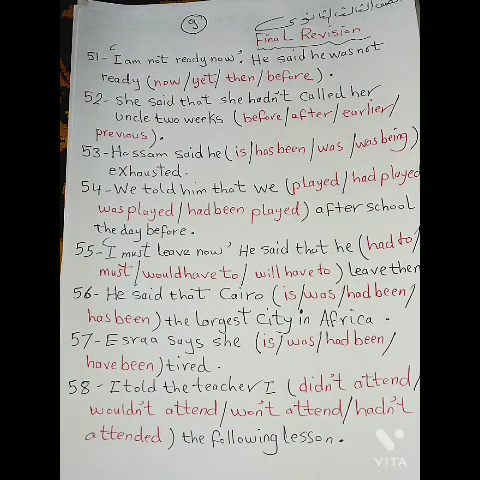 9
الصف الثالث الثانوى
Final Revision
51- 'I am not ready now'. He said he was not
ready (now/yet/then/before).
52- she said that she hadn't called her
uncle two weeks (before/after/earlier/
previous).
53- Hossam said he (is/has been/was/was being)
exhausted.
54- We told him that we (played/had played
was played/had been played) after school
the day before.
55- 'I must leave now' He said that he (had to/
must/would have to/will have to) leave then
56- He said that Cairo (is/was/had been/
has been) the largest city in Africa.
57- Esraa says she (is/was/had been/
have been) tired.
58- I told the teacher I (didn't attend/
wouldn't attend/won't attend/hadn't
attended) the following lesson.
VITA